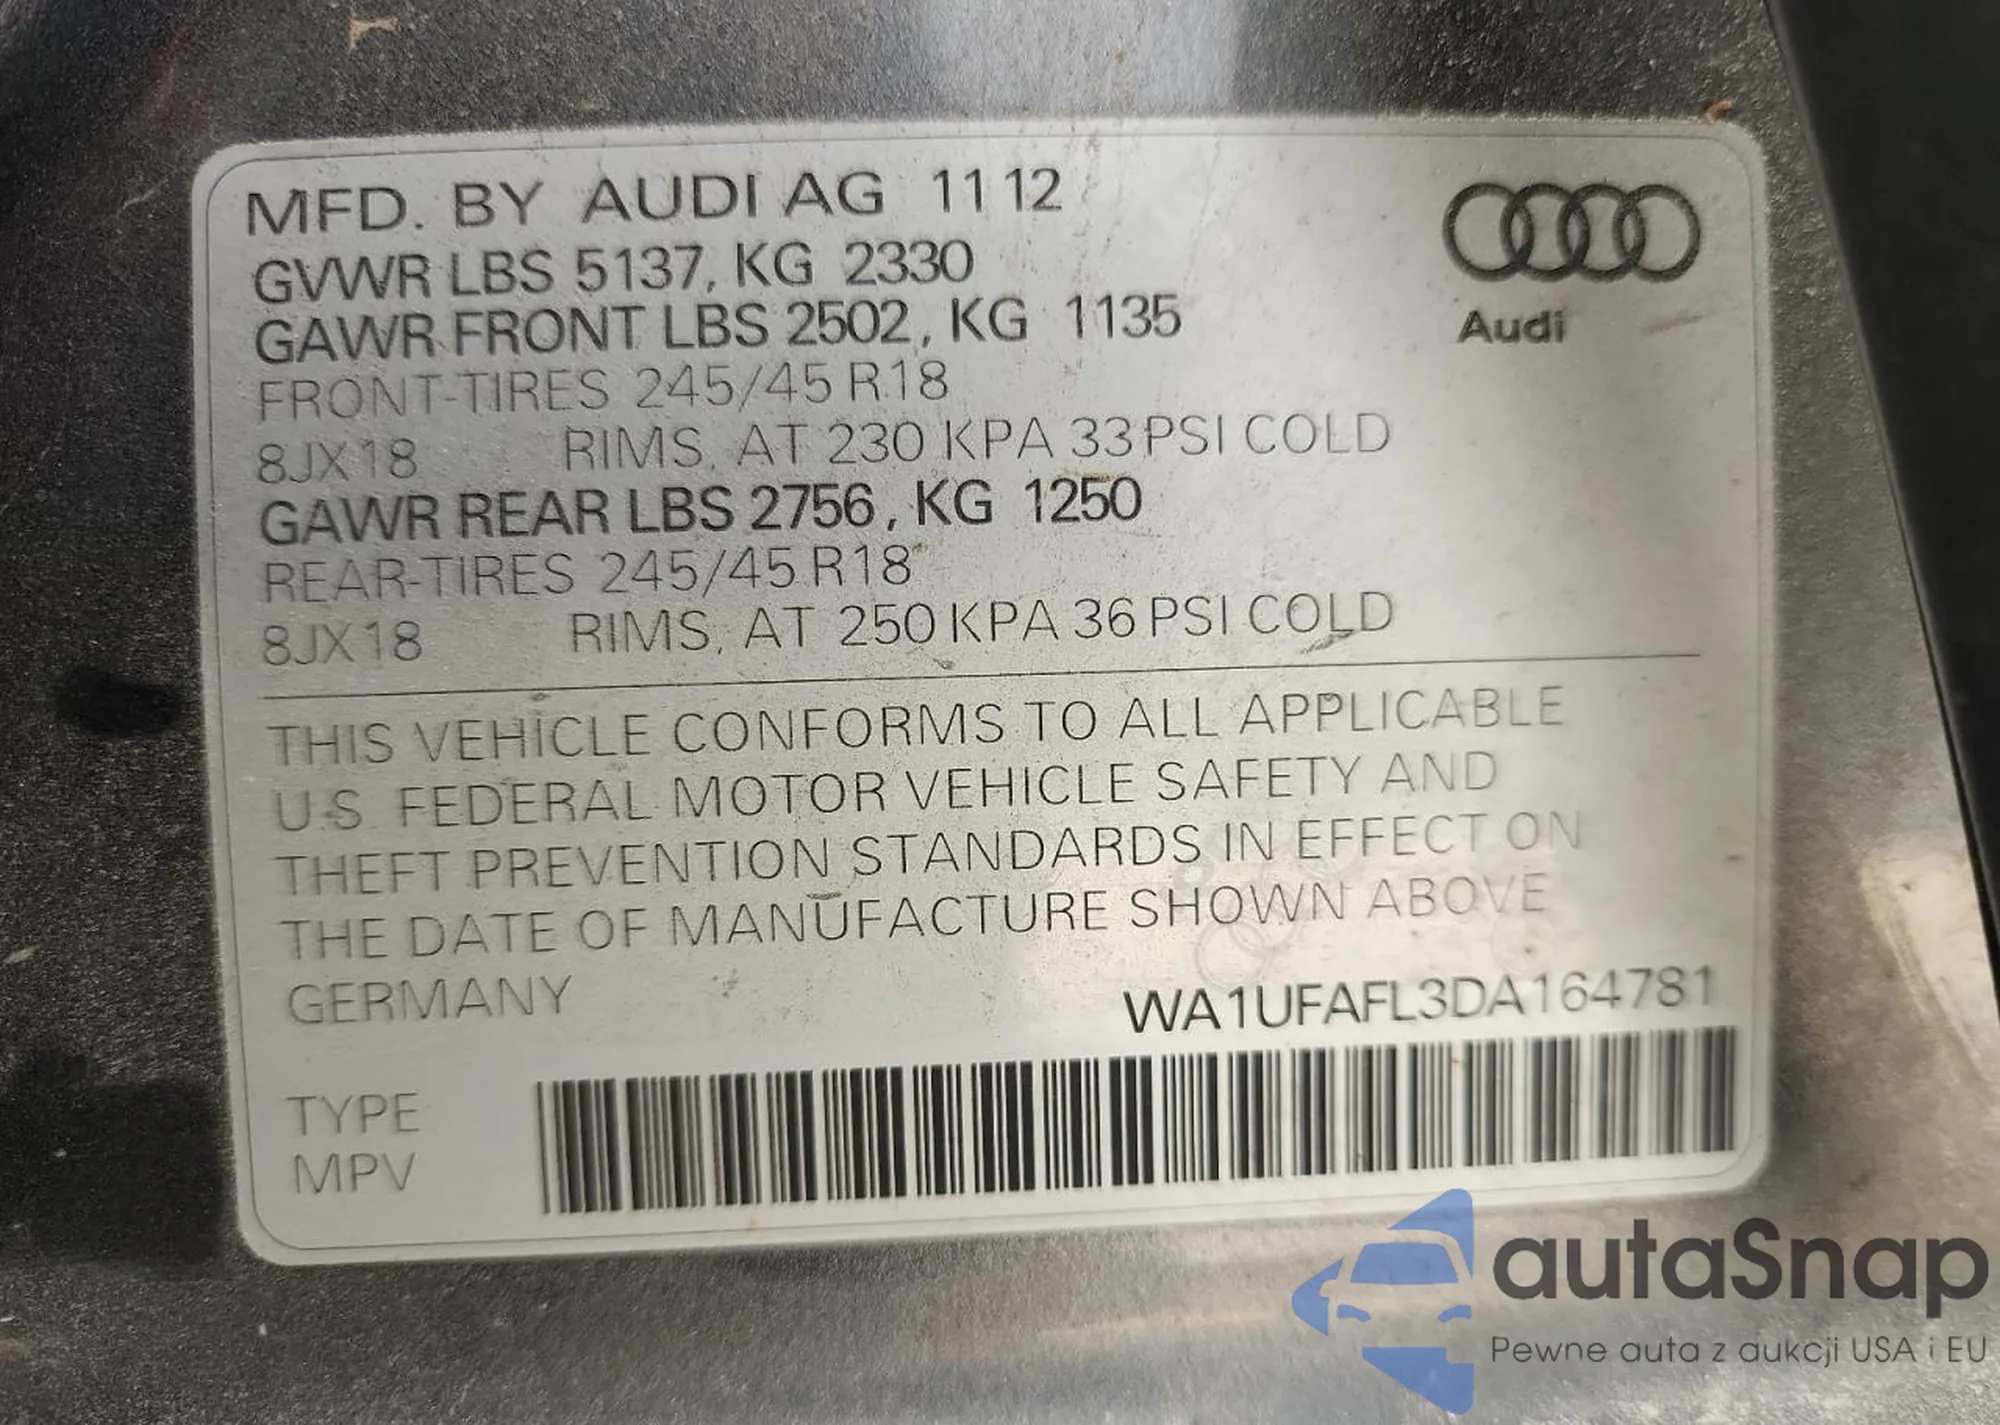 MFD. BY AUDI AG 11 12
GVWR LBS 5137, KG 2330
GAWR FRONT LBS 2502, KG 1135
FRONT-TIRES 245/45 R18
8JX18 RIMS, AT 230 KPA 33 PSI COLD
GAWR REAR LBS 2756, KG 1250
REAR-TIRES 245/45 R18
8JX18 RIMS, AT 250 KPA 36 PSI COLD
Audi
THIS VEHICLE CONFORMS TO ALL APPLICABLE
U.S. FEDERAL MOTOR VEHICLE SAFETY AND
THEFT PREVENTION STANDARDS IN EFFECT ON
THE DATE OF MANUFACTURE SHOWN ABOVE
GERMANY WA1UFAFL3DA164781
TYPE
MPV
autaSnap
Pewne auta z aukcji USA i EU